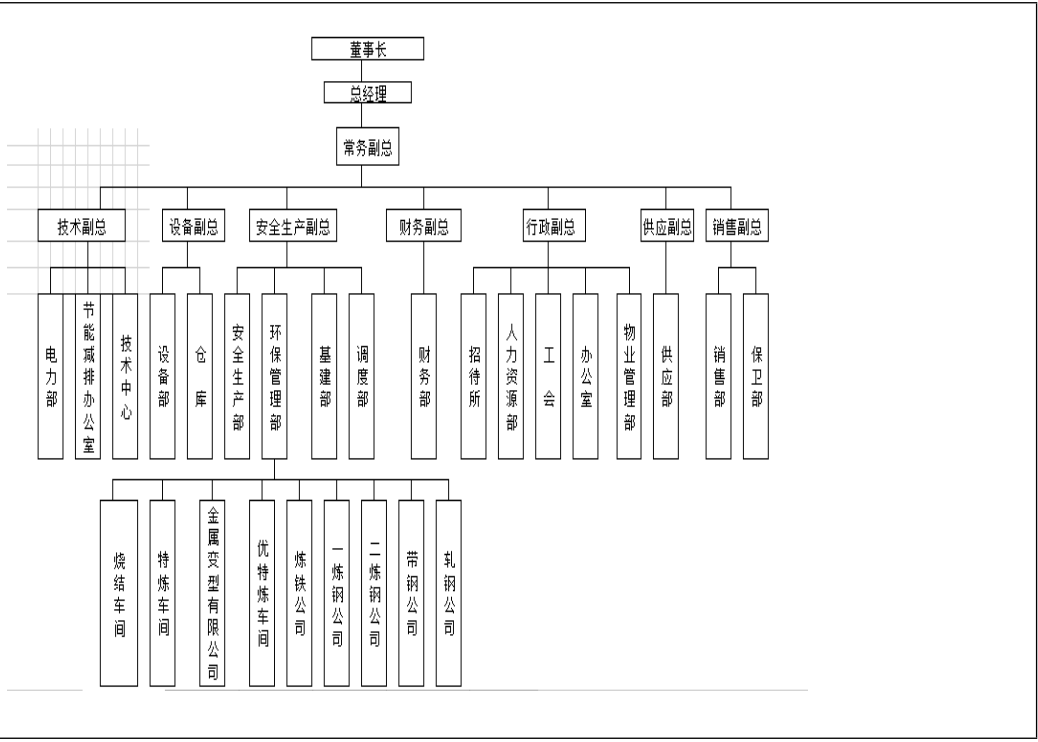 董事长
总经理
常务副总
技术副总
设备副总
安全生产副总
财务副总
行政副总
供应副总
销售副总
电力部
节能减排办公室
技术中心
设备部
仓库
安全生产部
环保管理部
基建部
调度部
财务部
招待所
人力资源部
工会
办公室
物业管理部
供应部
销售部
保卫部
烧结车间
特炼车间
金属变型有限公司
优特炼车间
炼铁公司
一炼钢公司
二炼钢公司
带钢公司
轧钢公司